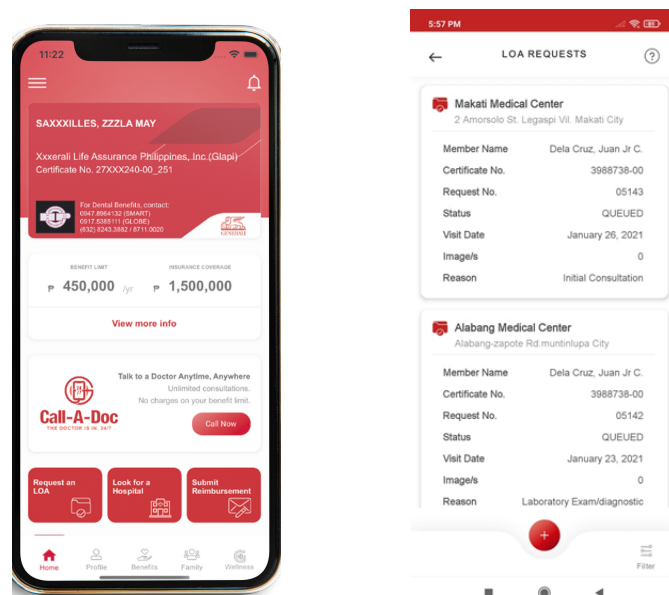 11:22
SAXXXILLES, ZZZLA MAY
Xxxerali Life Assurance Philippines, Inc.(Glapi)
Certificate No. 27XXX240-00_251
For Dental Benefits, contact:
0947.8964132 (SMART)
0917.5385111 (GLOBE)
(632) 8243.3882 / 8711.0020
GENERALI
BENEFIT LIMIT
INSURANCE COVERAGE
₱ 450,000 /yr
₱ 1,500,000
View more info
Talk to a Doctor Anytime, Anywhere
Unlimited consultations.
No charges on your benefit limit.
Call-A-Doc
THE DOCTOR IS IN. 24/7
Call Now
Request an
LOA
Look for a
Hospital
Submit
Reimbursement
Home
Profile
Benefits
Family
Wellness
5:57 PM
LOA REQUESTS
?
Makati Medical Center
2 Amorsolo St. Legaspi Vil. Makati City
Member Name Dela Cruz, Juan Jr C.
Certificate No. 3988738-00
Request No. 05143
Status QUEUED
Visit Date January 26, 2021
Image/s 0
Reason Initial Consultation
Alabang Medical Center
Alabang-zapote Rd.muntinlupa City
Member Name Dela Cruz, Juan Jr C.
Certificate No. 3988738-00
Request No. 05142
Status QUEUED
Visit Date January 23, 2021
Image/s 0
Reason Laboratory Exam/diagnostic
+
Filter